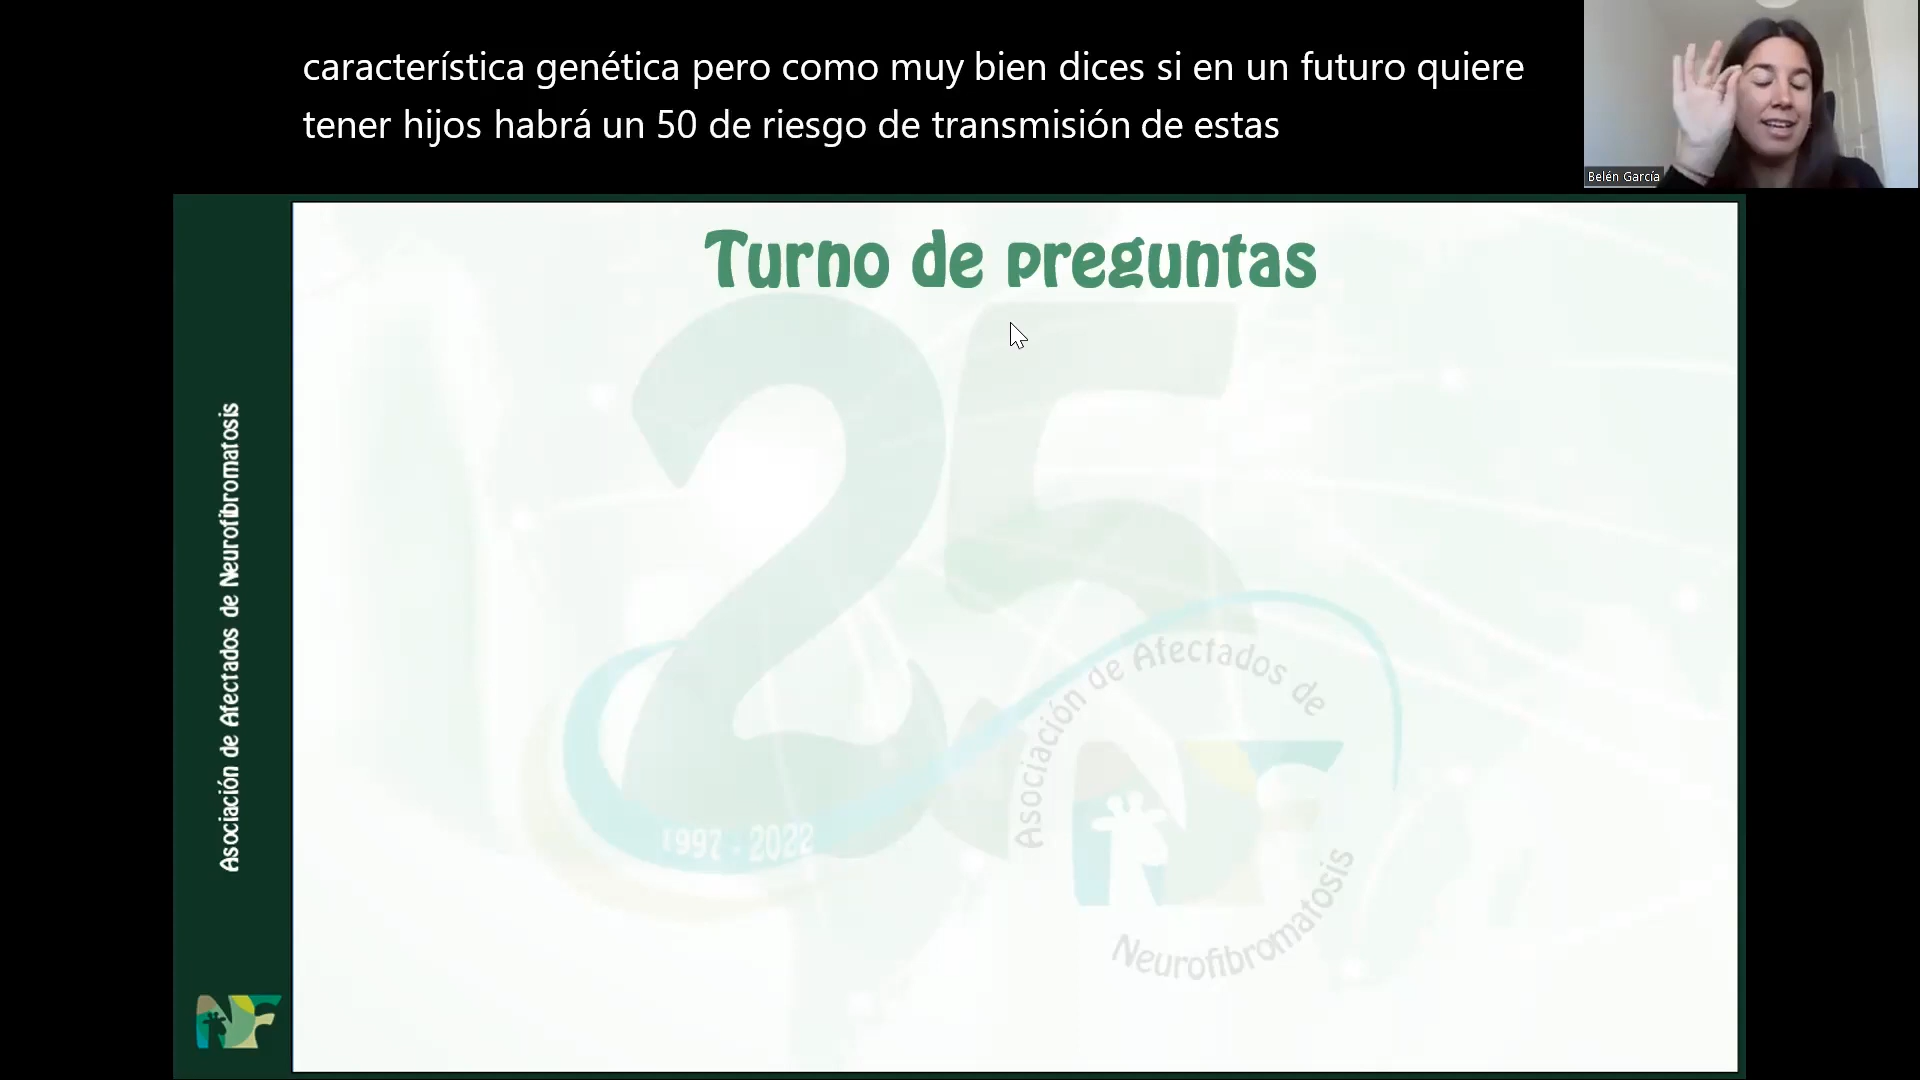 característica genética pero como muy bien dices si en un futuro quiere
tener hijos habrá un 50 de riesgo de transmisión de estas
Belén García
Turno de preguntas
Asociación de Afectados de Neurofibromatosis
25
1997 - 2022
Asociación de Afectados de
NF
Neurofibromatosis
NF